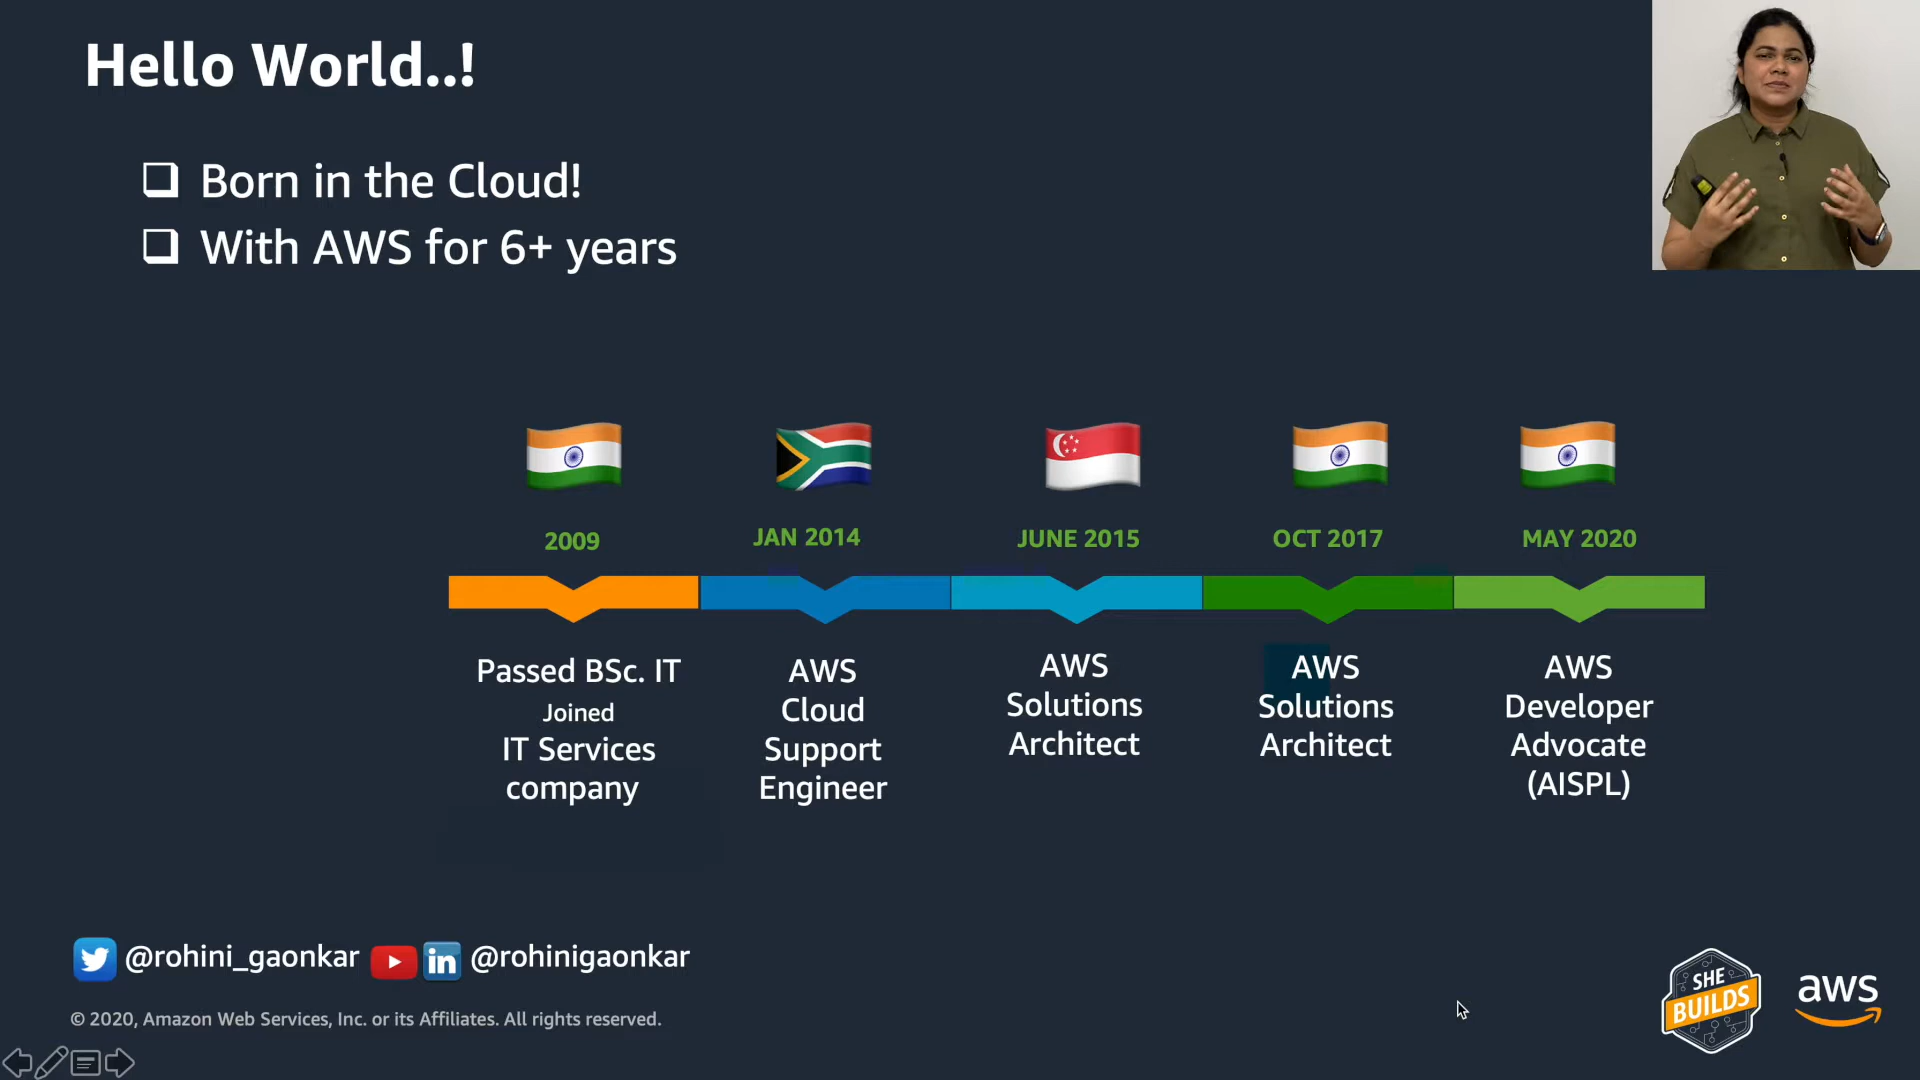 Hello World..!
Born in the Cloud!
With AWS for 6+ years
2009
JAN 2014
JUNE 2015
OCT 2017
MAY 2020
Passed BSc. IT
Joined
IT Services
company
AWS
Cloud
Support
Engineer
AWS
Solutions
Architect
AWS
Solutions
Architect
AWS
Developer
Advocate
(AISPL)
@rohini_gaonkar
in @rohinigaonkar
© 2020, Amazon Web Services, Inc. or its Affiliates. All rights reserved.
SHE
BUILDS
aws